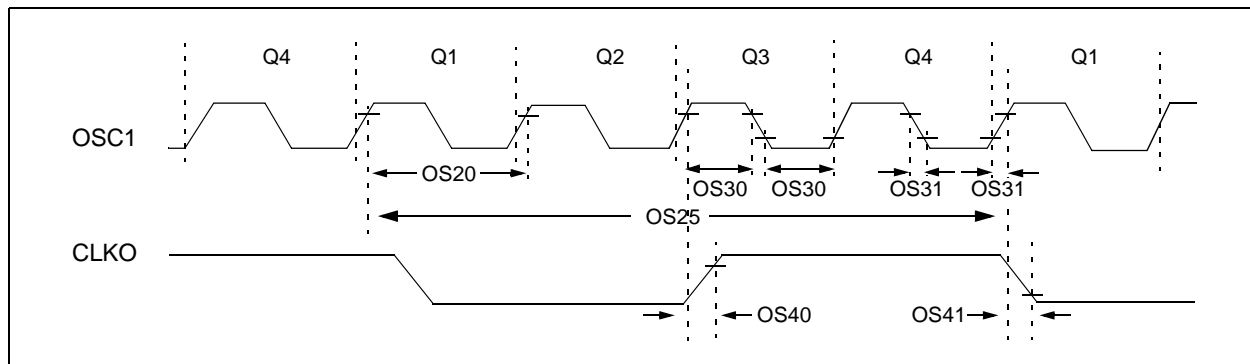 Q4 Q1 Q2 Q3 Q4 Q1
OSC1
OS20 OS30 OS30 OS31 OS31
OS25
CLKO
OS40 OS41